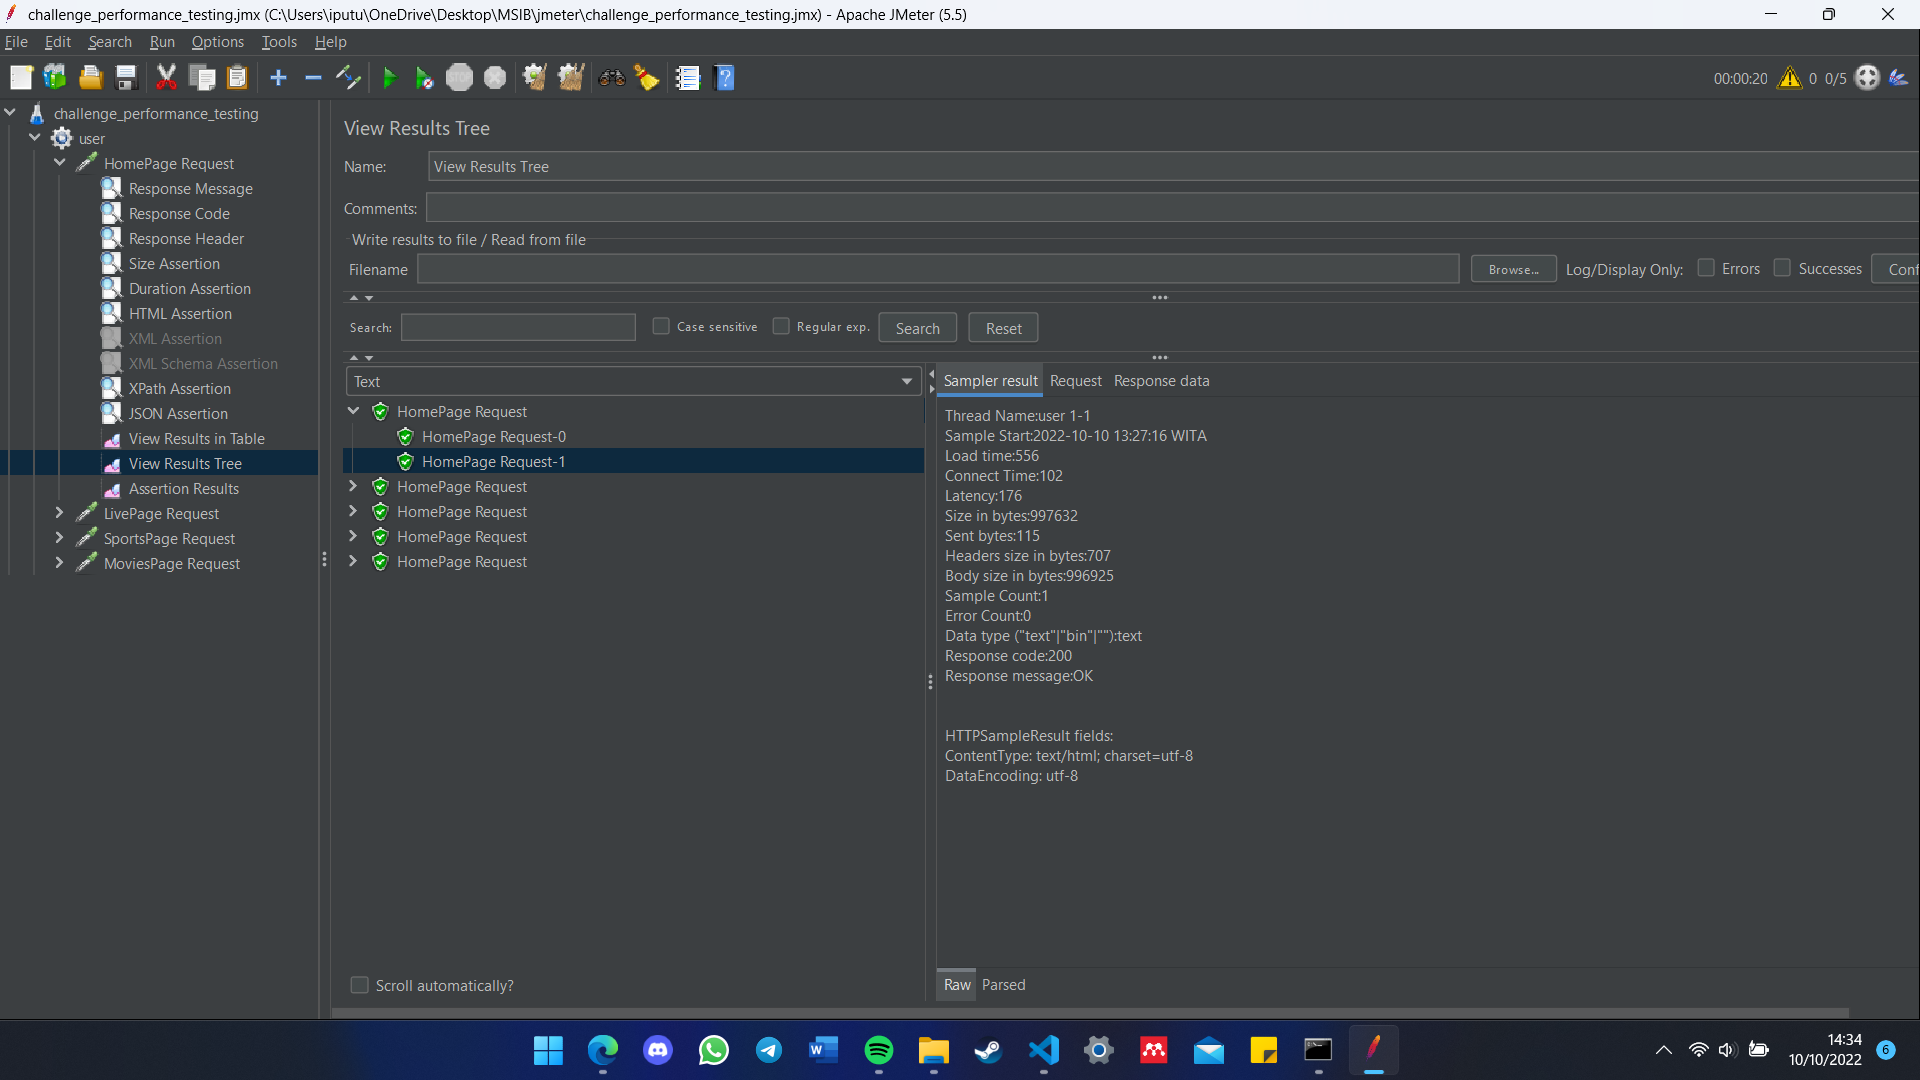 challenge_performance_testing.jmx (C:\Users\iputu\OneDrive\Desktop\MSIB\jmeter\challenge_performance_testing.jmx) - Apache JMeter (5.5)
File Edit Search Run Options Tools Help
STOP
00:00:20 0 0/5
challenge_performance_testing
user
HomePage Request
Response Message
Response Code
Response Header
Size Assertion
Duration Assertion
HTML Assertion
XML Assertion
XML Schema Assertion
XPath Assertion
JSON Assertion
View Results in Table
View Results Tree
Assertion Results
LivePage Request
SportsPage Request
MoviesPage Request
View Results Tree
Name: View Results Tree
Comments:
Write results to file / Read from file
Filename Browse... Log/Display Only: Errors Successes Conf
Search: Case sensitive Regular exp. Search Reset
Text
HomePage Request
HomePage Request-0
HomePage Request-1
HomePage Request
HomePage Request
HomePage Request
HomePage Request
Scroll automatically?
Sampler result Request Response data
Thread Name:user 1-1
Sample Start:2022-10-10 13:27:16 WITA
Load time:556
Connect Time:102
Latency:176
Size in bytes:997632
Sent bytes:115
Headers size in bytes:707
Body size in bytes:996925
Sample Count:1
Error Count:0
Data type ("text"|"bin"|""):text
Response code:200
Response message:OK
HTTPSampleResult fields:
ContentType: text/html; charset=utf-8
DataEncoding: utf-8
Raw Parsed
14:34
10/10/2022
6